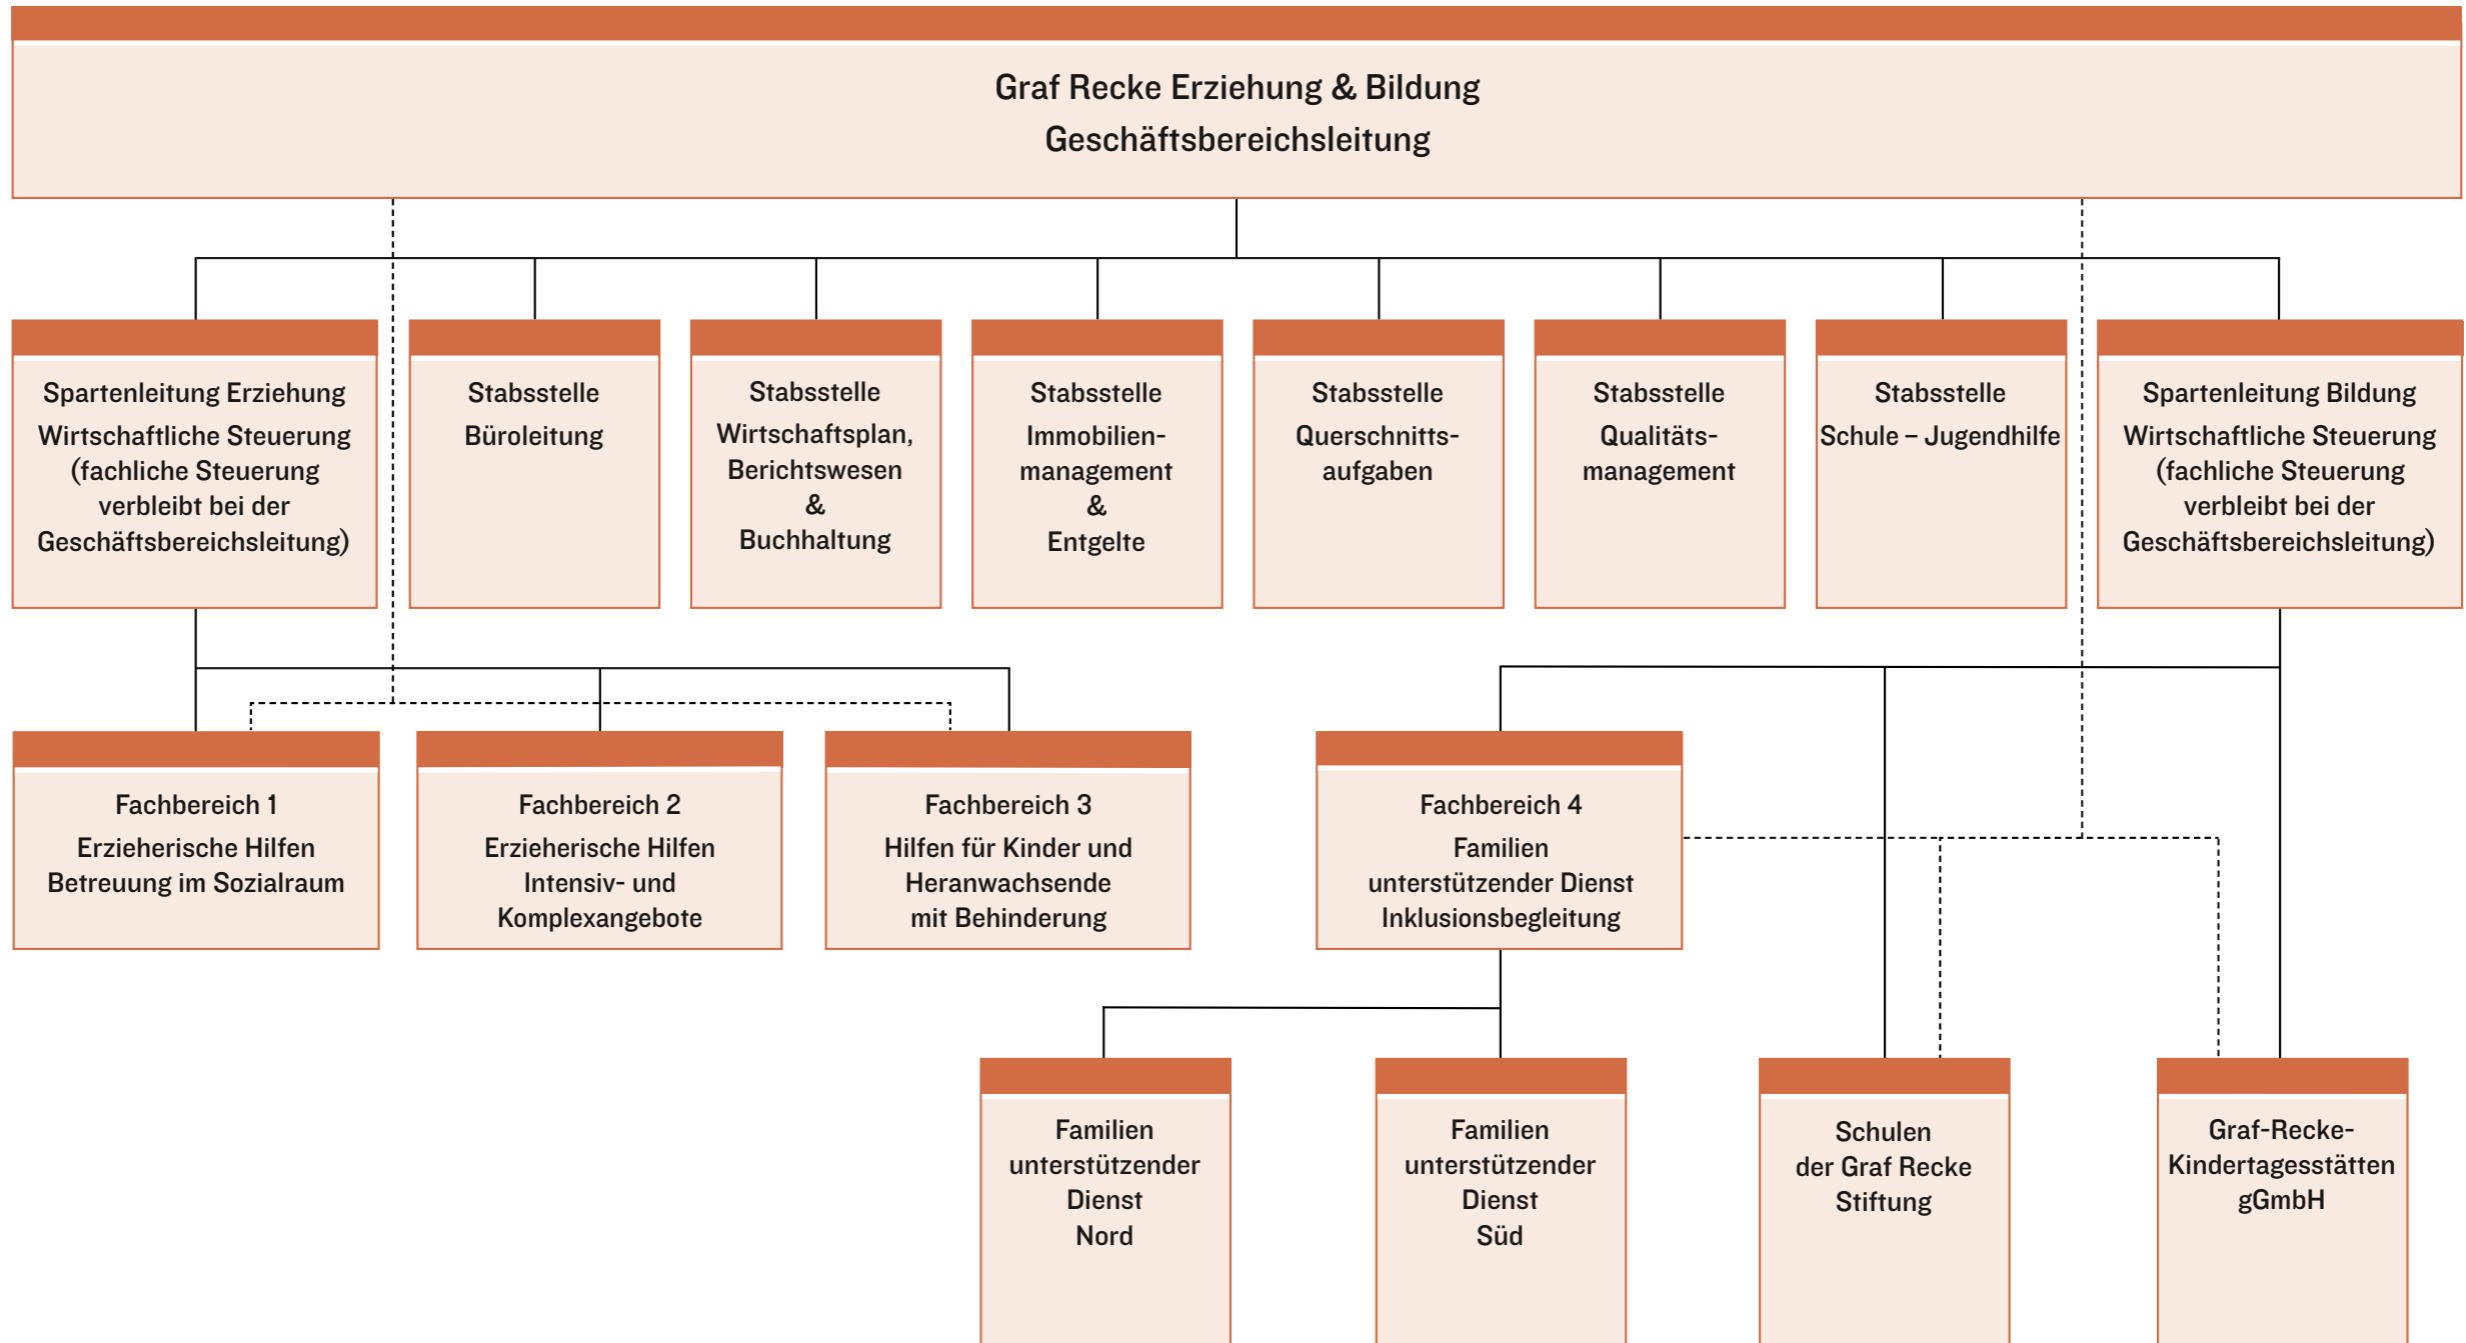 Graf Recke Erziehung & Bildung
Geschäftsbereichsleitung
Spartenleitung Erziehung
Wirtschaftliche Steuerung
(fachliche Steuerung
verbleibt bei der
Geschäftsbereichsleitung)
Stabsstelle
Büroleitung
Stabsstelle
Wirtschaftsplan,
Berichtswesen
&
Buchhaltung
Stabsstelle
Immobilien-
management
&
Entgelte
Stabsstelle
Querschnitts-
aufgaben
Stabsstelle
Qualitäts-
management
Stabsstelle
Schule – Jugendhilfe
Spartenleitung Bildung
Wirtschaftliche Steuerung
(fachliche Steuerung
verbleibt bei der
Geschäftsbereichsleitung)
Fachbereich 1
Erzieherische Hilfen
Betreuung im Sozialraum
Fachbereich 2
Erzieherische Hilfen
Intensiv- und
Komplexangebote
Fachbereich 3
Hilfen für Kinder und
Heranwachsende
mit Behinderung
Fachbereich 4
Familien
unterstützender Dienst
Inklusionsbegleitung
Familien
unterstützender
Dienst
Nord
Familien
unterstützender
Dienst
Süd
Schulen
der Graf Recke
Stiftung
Graf-Recke-
Kindertagesstätten
gGmbH